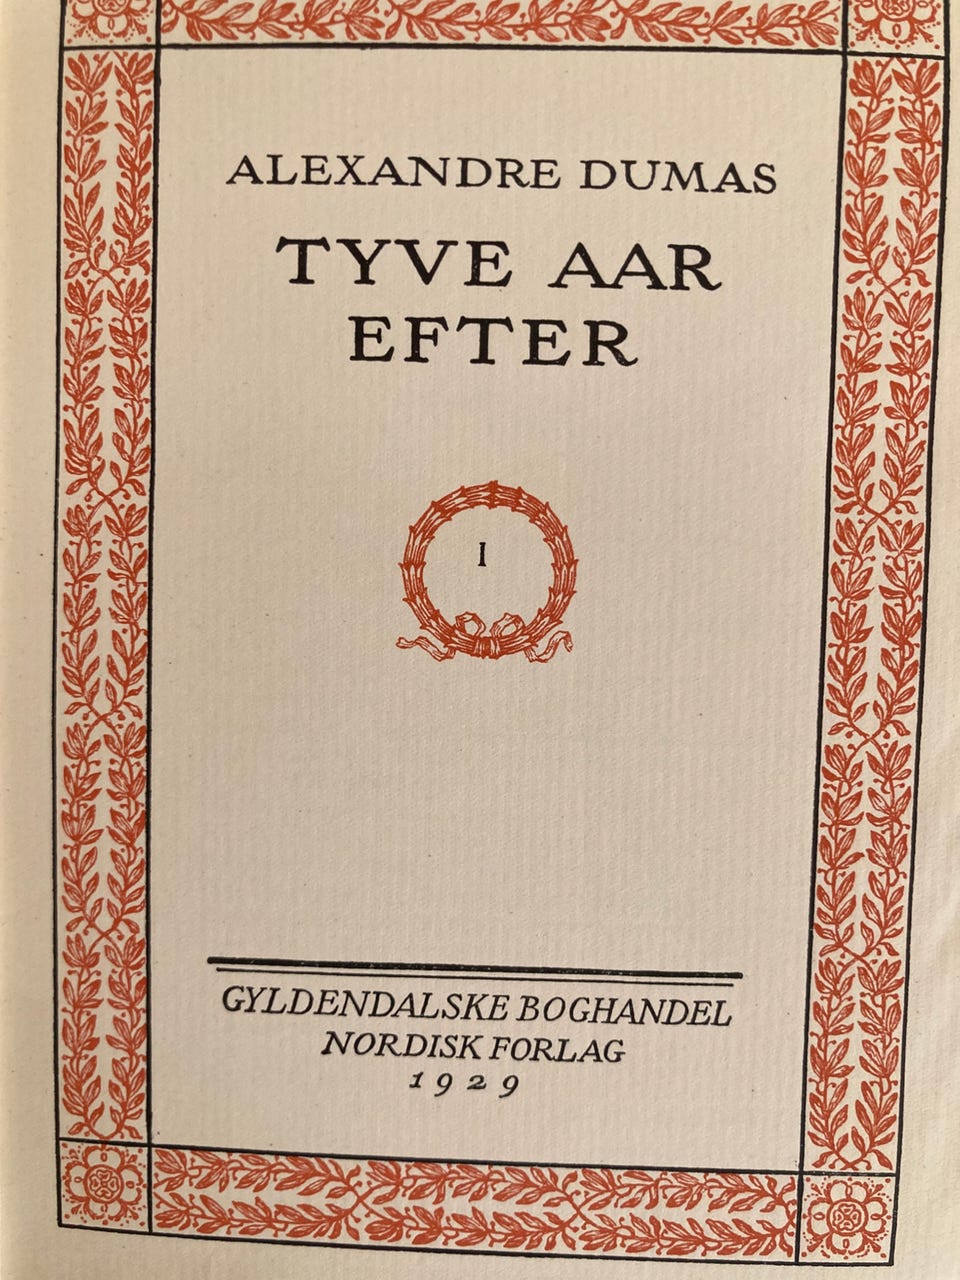 ALEXANDRE DUMAS
TYVE AAR
EFTER
I
GYLDENDALSKE BOGHANDEL
NORDISK FORLAG
1929